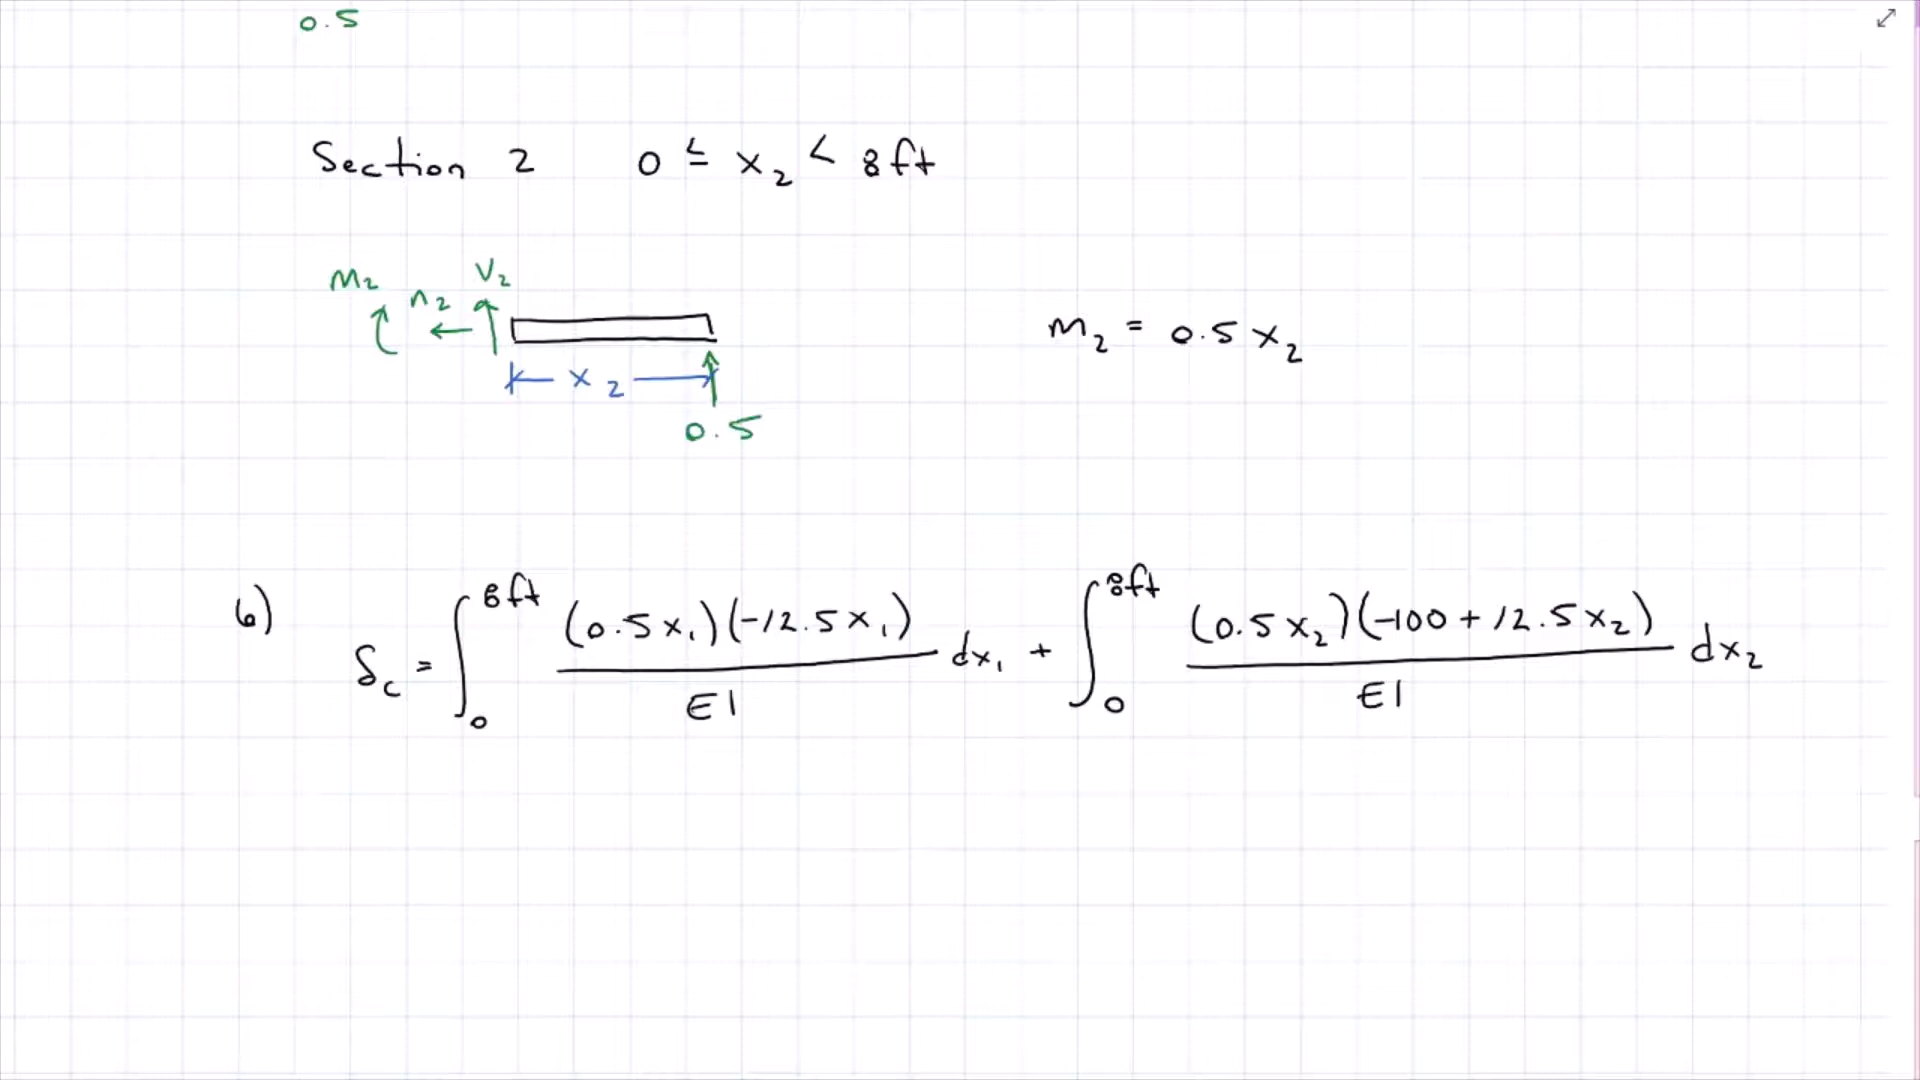 0.5
Section 2 0 ≤ x₂ < 8ft
M₂ n₂ V₂
m₂ = 0.5 x₂
x₂
0.5
6) δ_c = ∫₀^8ft (0.5x₁)(-12.5x₁) / EI dx₁ + ∫₀^8ft (0.5x₂)(-100 + 12.5x₂) / EI dx₂